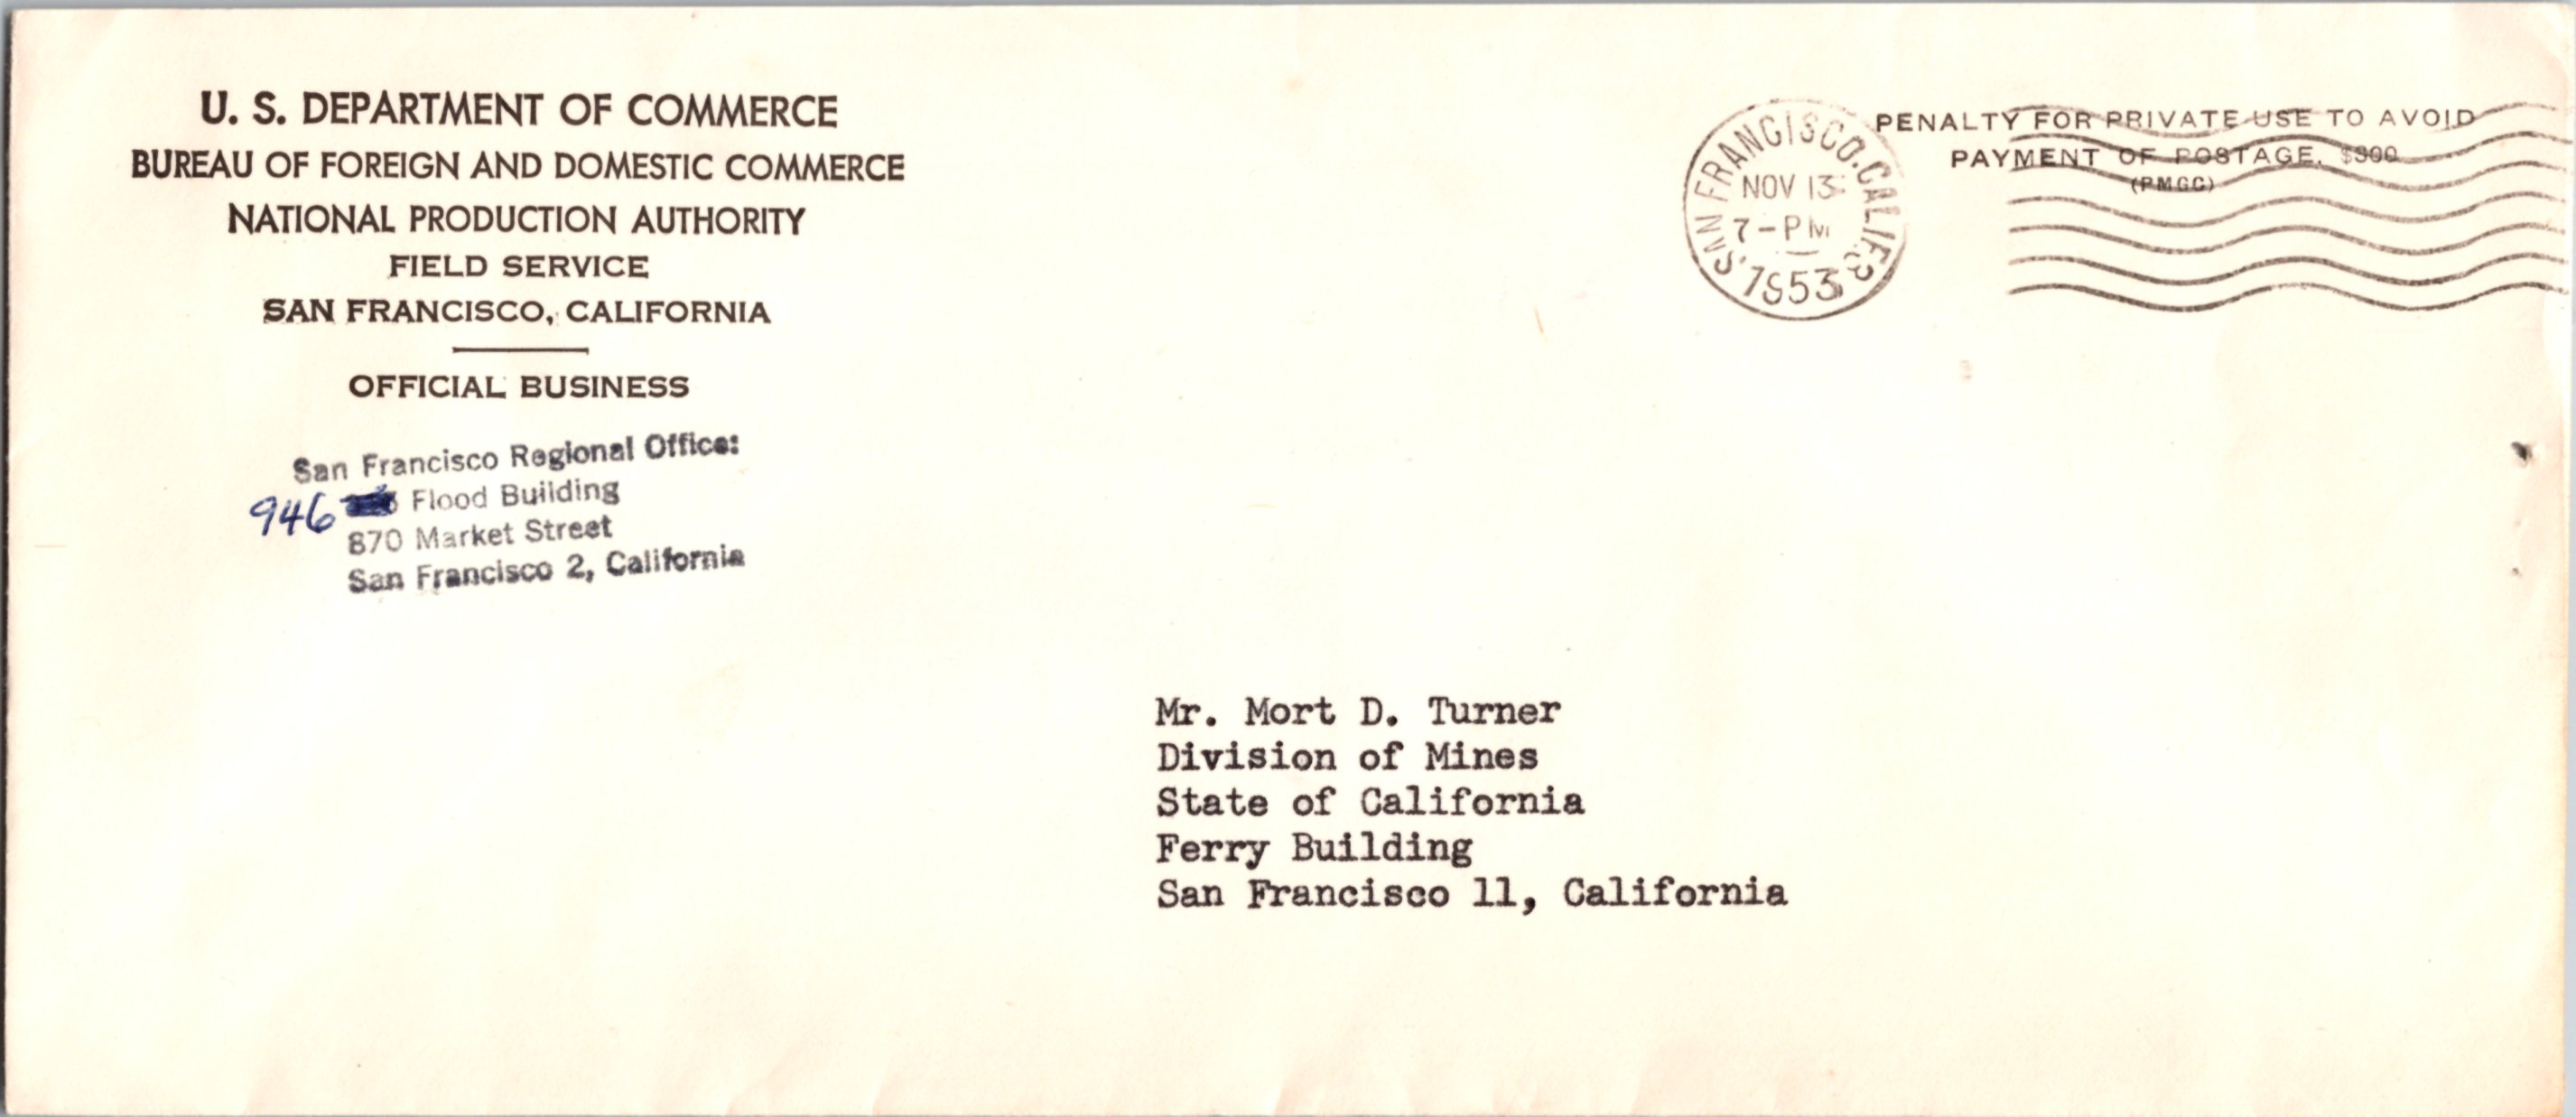 U. S. DEPARTMENT OF COMMERCE
BUREAU OF FOREIGN AND DOMESTIC COMMERCE
NATIONAL PRODUCTION AUTHORITY
FIELD SERVICE
SAN FRANCISCO, CALIFORNIA
OFFICIAL BUSINESS
San Francisco Regional Office:
946 Flood Building
870 Market Street
San Francisco 2, California
SAN FRANCISCO, CALIF.
NOV 13
7-PM
1953
PENALTY FOR PRIVATE USE TO AVOID
PAYMENT OF POSTAGE, $300
(PMGC)
Mr. Mort D. Turner
Division of Mines
State of California
Ferry Building
San Francisco 11, California